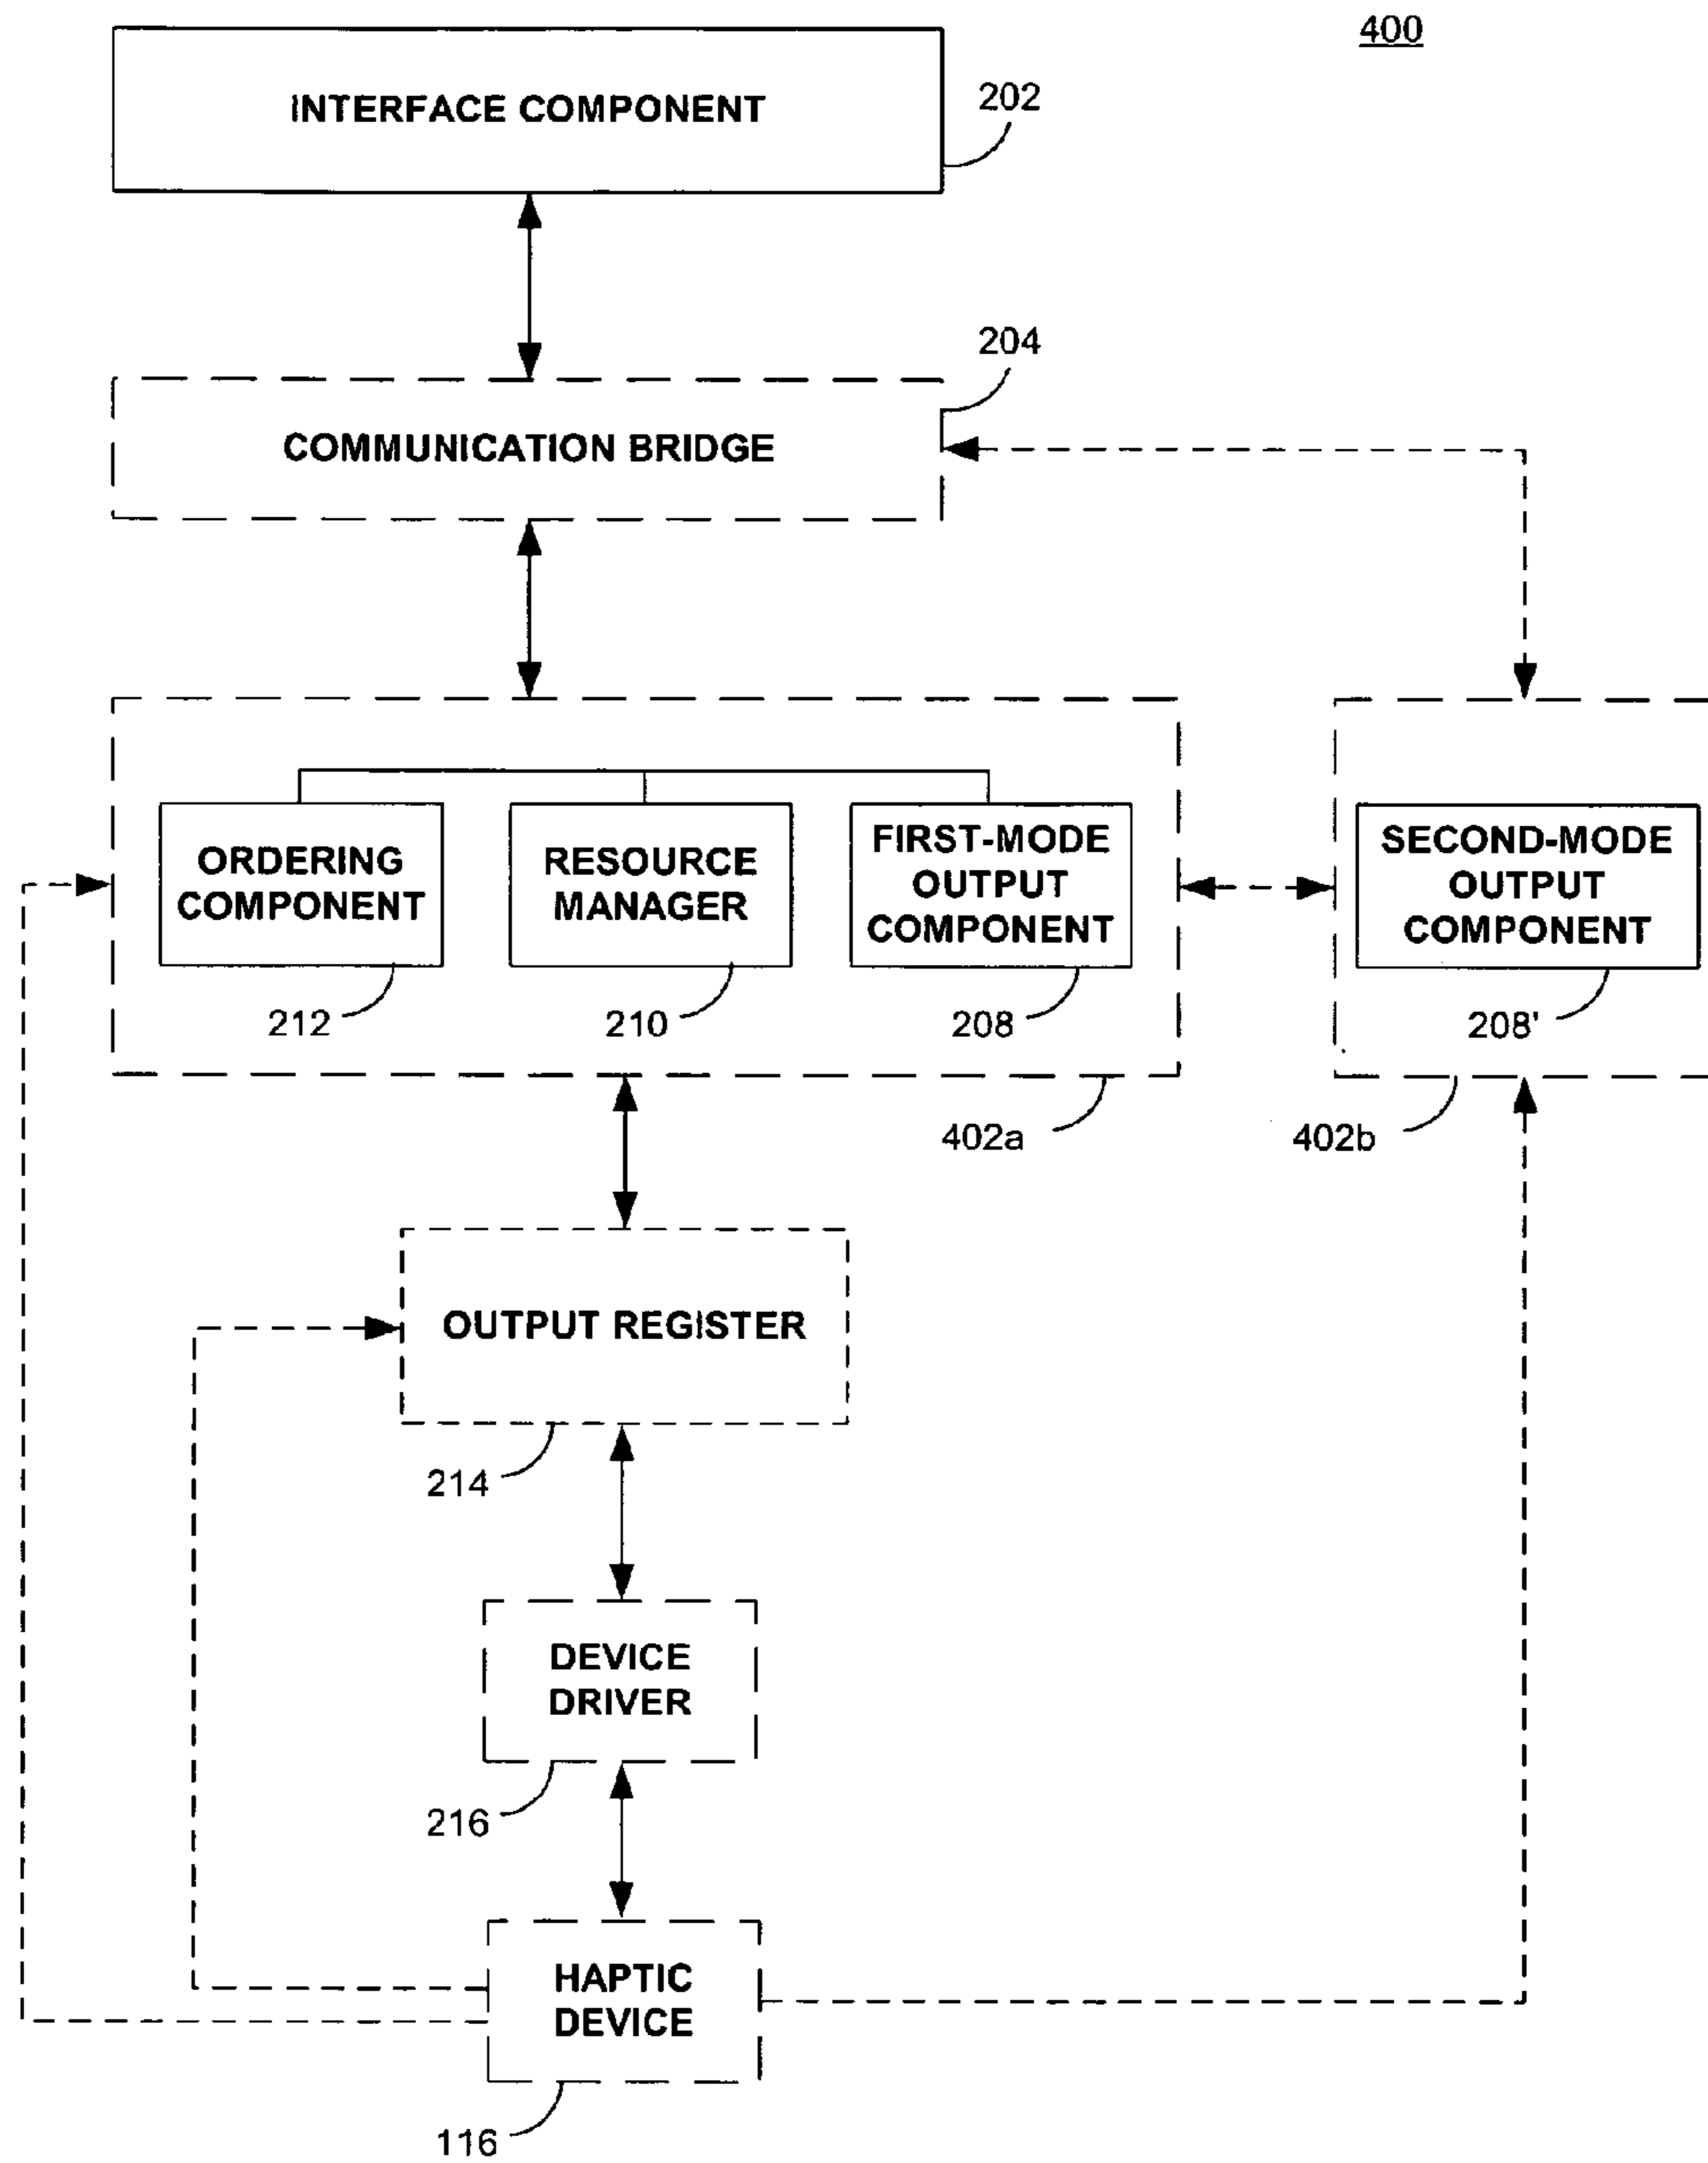 400
INTERFACE COMPONENT
202
204
COMMUNICATION BRIDGE
ORDERING
COMPONENT
RESOURCE
MANAGER
FIRST-MODE
OUTPUT
COMPONENT
SECOND-MODE
OUTPUT
COMPONENT
212
210
208
208'
402a
402b
OUTPUT REGISTER
214
DEVICE
DRIVER
216
HAPTIC
DEVICE
116